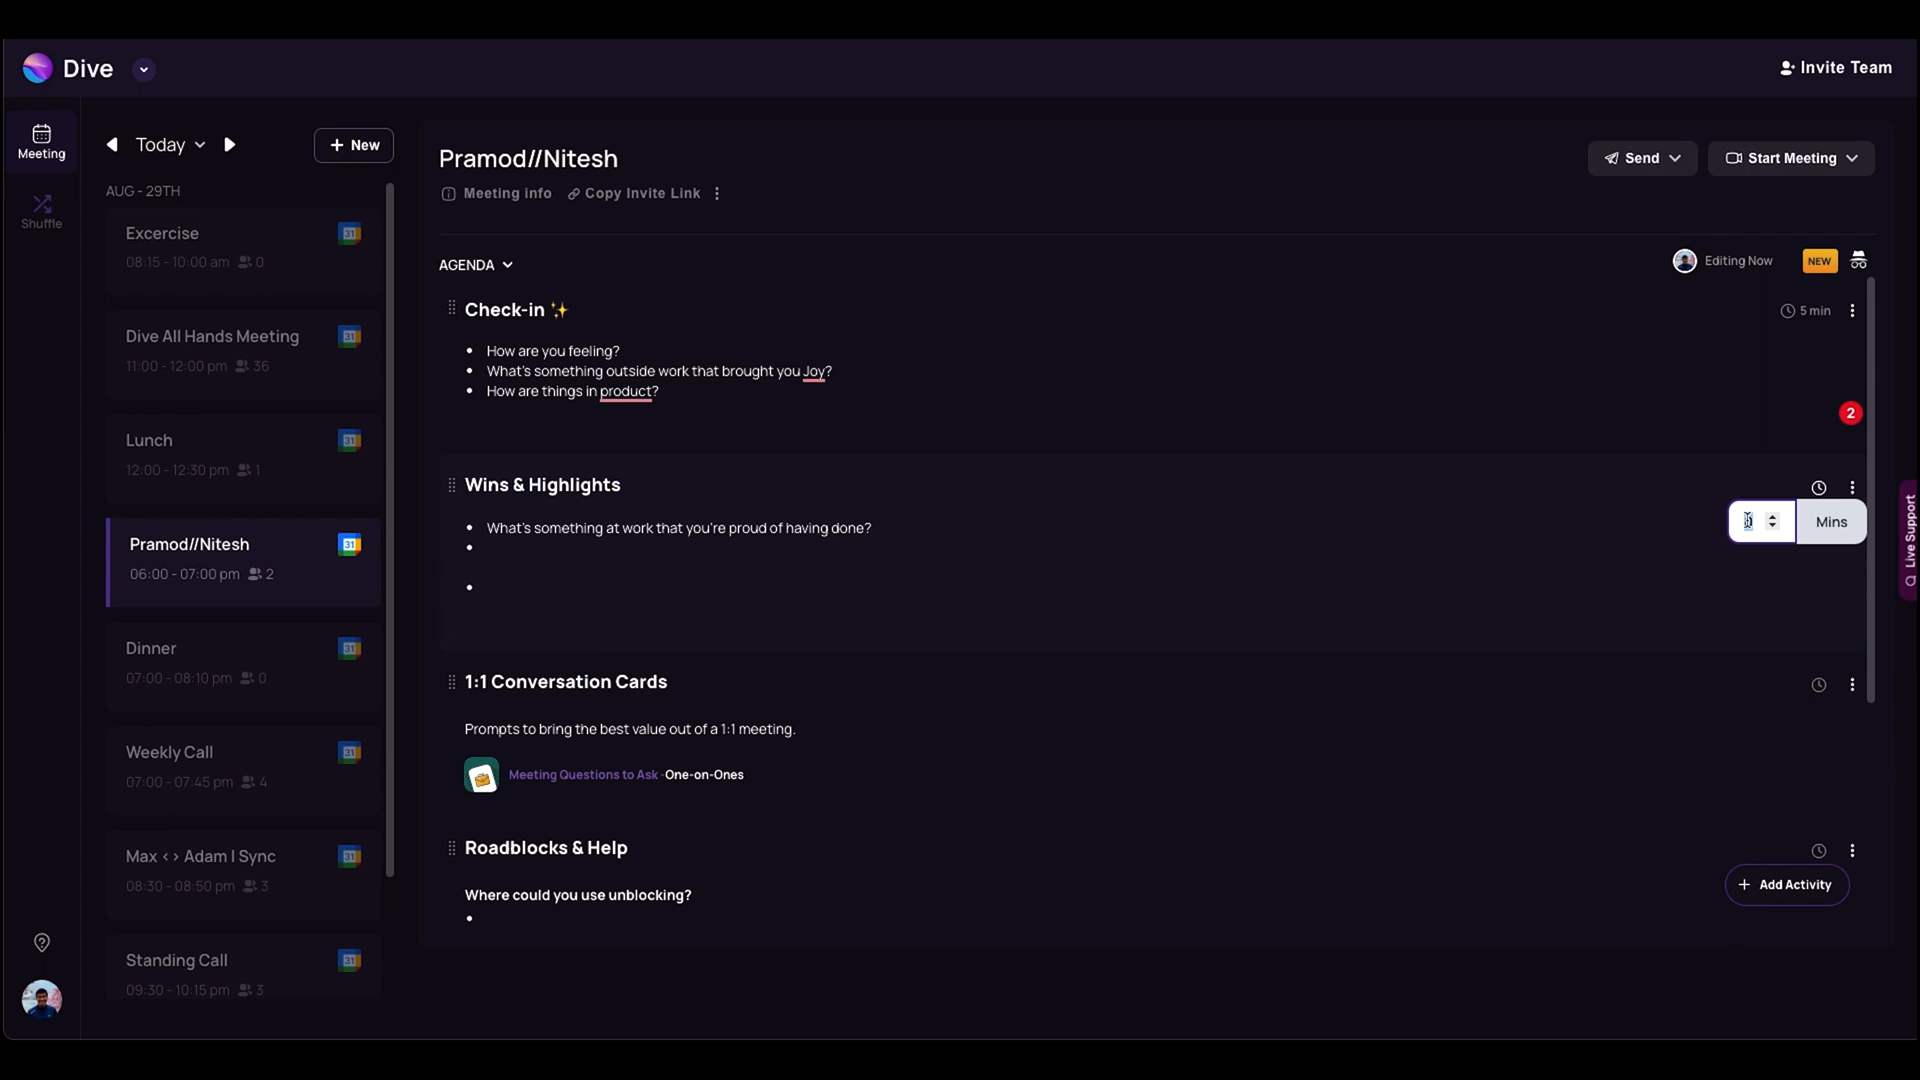 Dive
Invite Team
Meeting
Shuffle
Today
+ New
AUG - 29TH
Excercise
31
08:15 - 10:00 am 0
Dive All Hands Meeting
31
11:00 - 12:00 pm 36
Lunch
31
12:00 - 12:30 pm 1
Pramod//Nitesh
31
06:00 - 07:00 pm 2
Dinner
31
07:00 - 08:10 pm 0
Weekly Call
31
07:00 - 07:45 pm 4
Max <> Adam | Sync
31
08:30 - 08:50 pm 3
Standing Call
31
09:30 - 10:15 pm 3
Pramod//Nitesh
Send
Start Meeting
Meeting info Copy Invite Link
AGENDA
Editing Now
NEW
Check-in ✨
5 min
• How are you feeling?
• What's something outside work that brought you Joy?
• How are things in product?
2
Wins & Highlights
• What's something at work that you're proud of having done?
Mins
1:1 Conversation Cards
Prompts to bring the best value out of a 1:1 meeting.
Meeting Questions to Ask -One-on-Ones
Roadblocks & Help
Where could you use unblocking?
+ Add Activity
Live Support